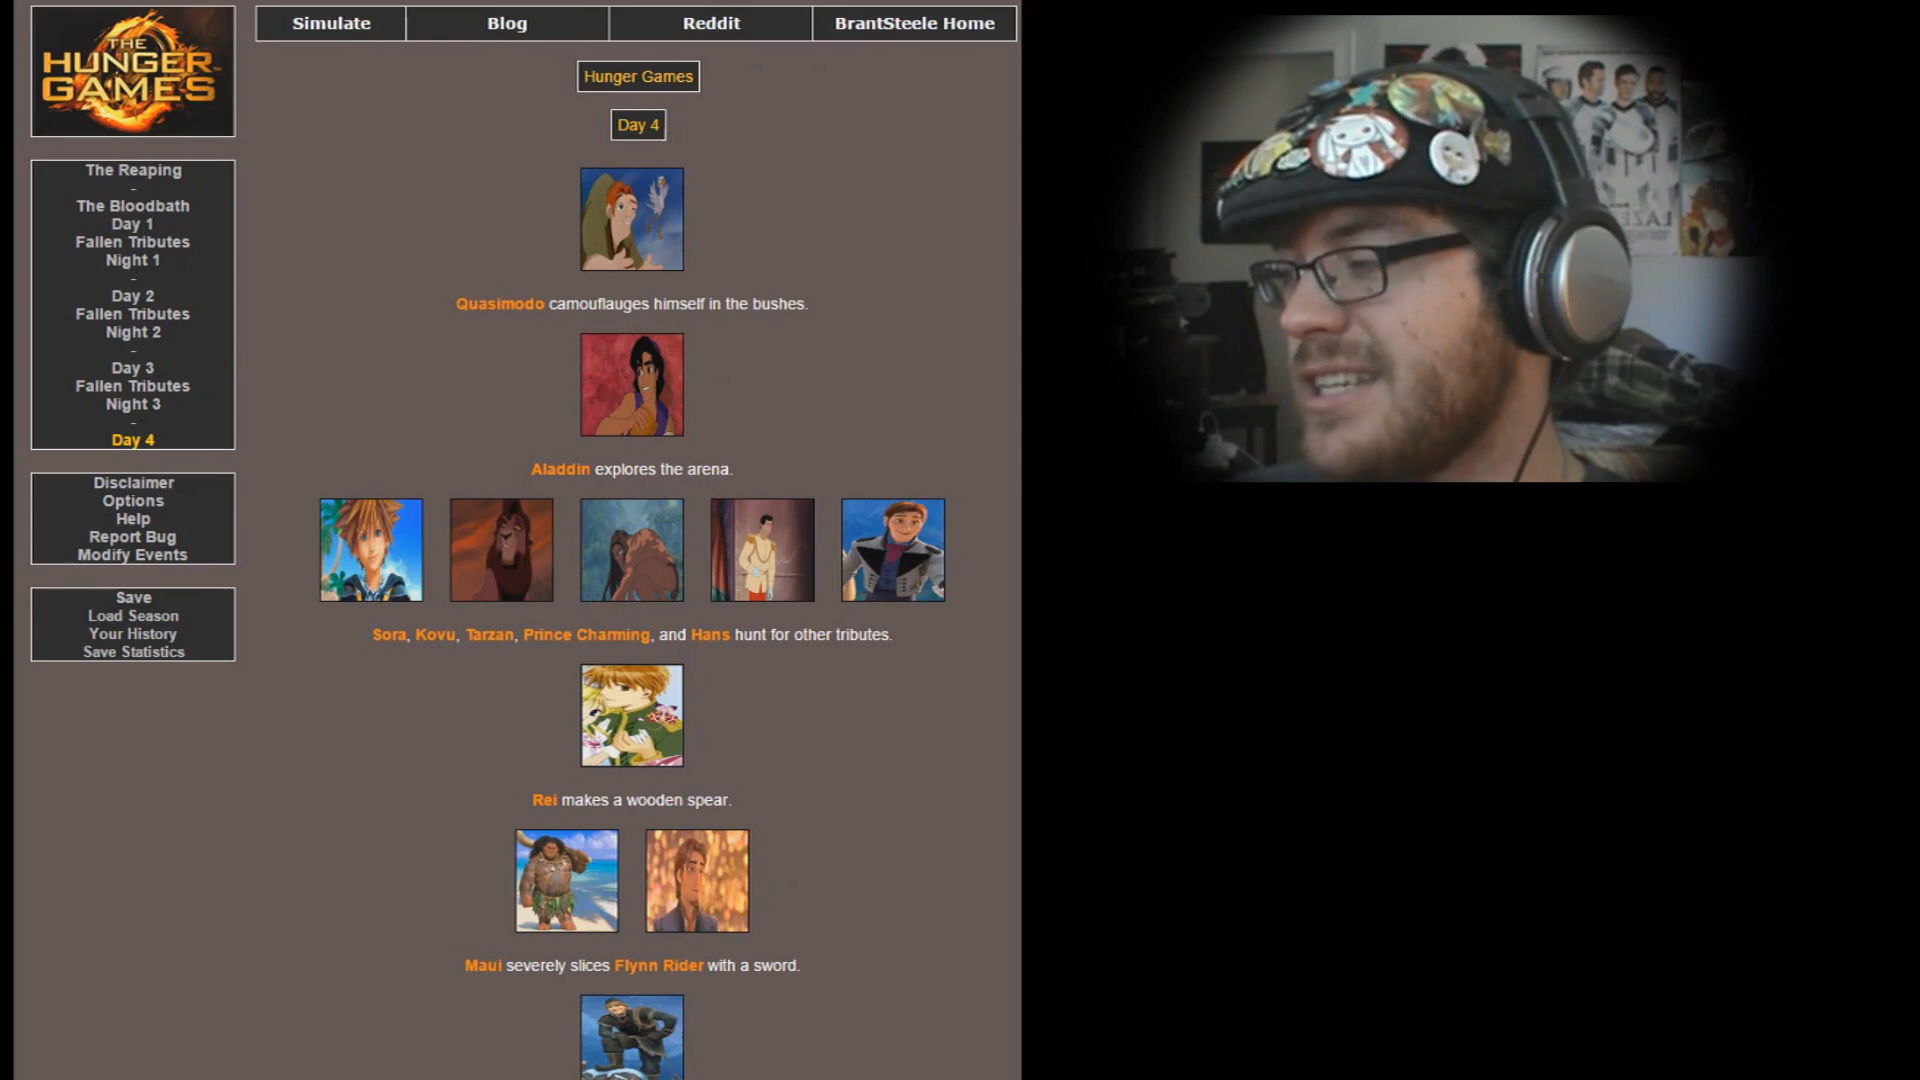 THE
HUNGER
GAMES
Simulate
Blog
Reddit
BrantSteele Home
Hunger Games
Day 4
The Reaping
-
The Bloodbath
Day 1
Fallen Tributes
Night 1
-
Day 2
Fallen Tributes
Night 2
-
Day 3
Fallen Tributes
Night 3
-
Day 4
Disclaimer
Options
Help
Report Bug
Modify Events
Save
Load Season
Your History
Save Statistics
Quasimodo camouflauges himself in the bushes.
Aladdin explores the arena.
Sora, Kovu, Tarzan, Prince Charming, and Hans hunt for other tributes.
Rei makes a wooden spear.
Maui severely slices Flynn Rider with a sword.